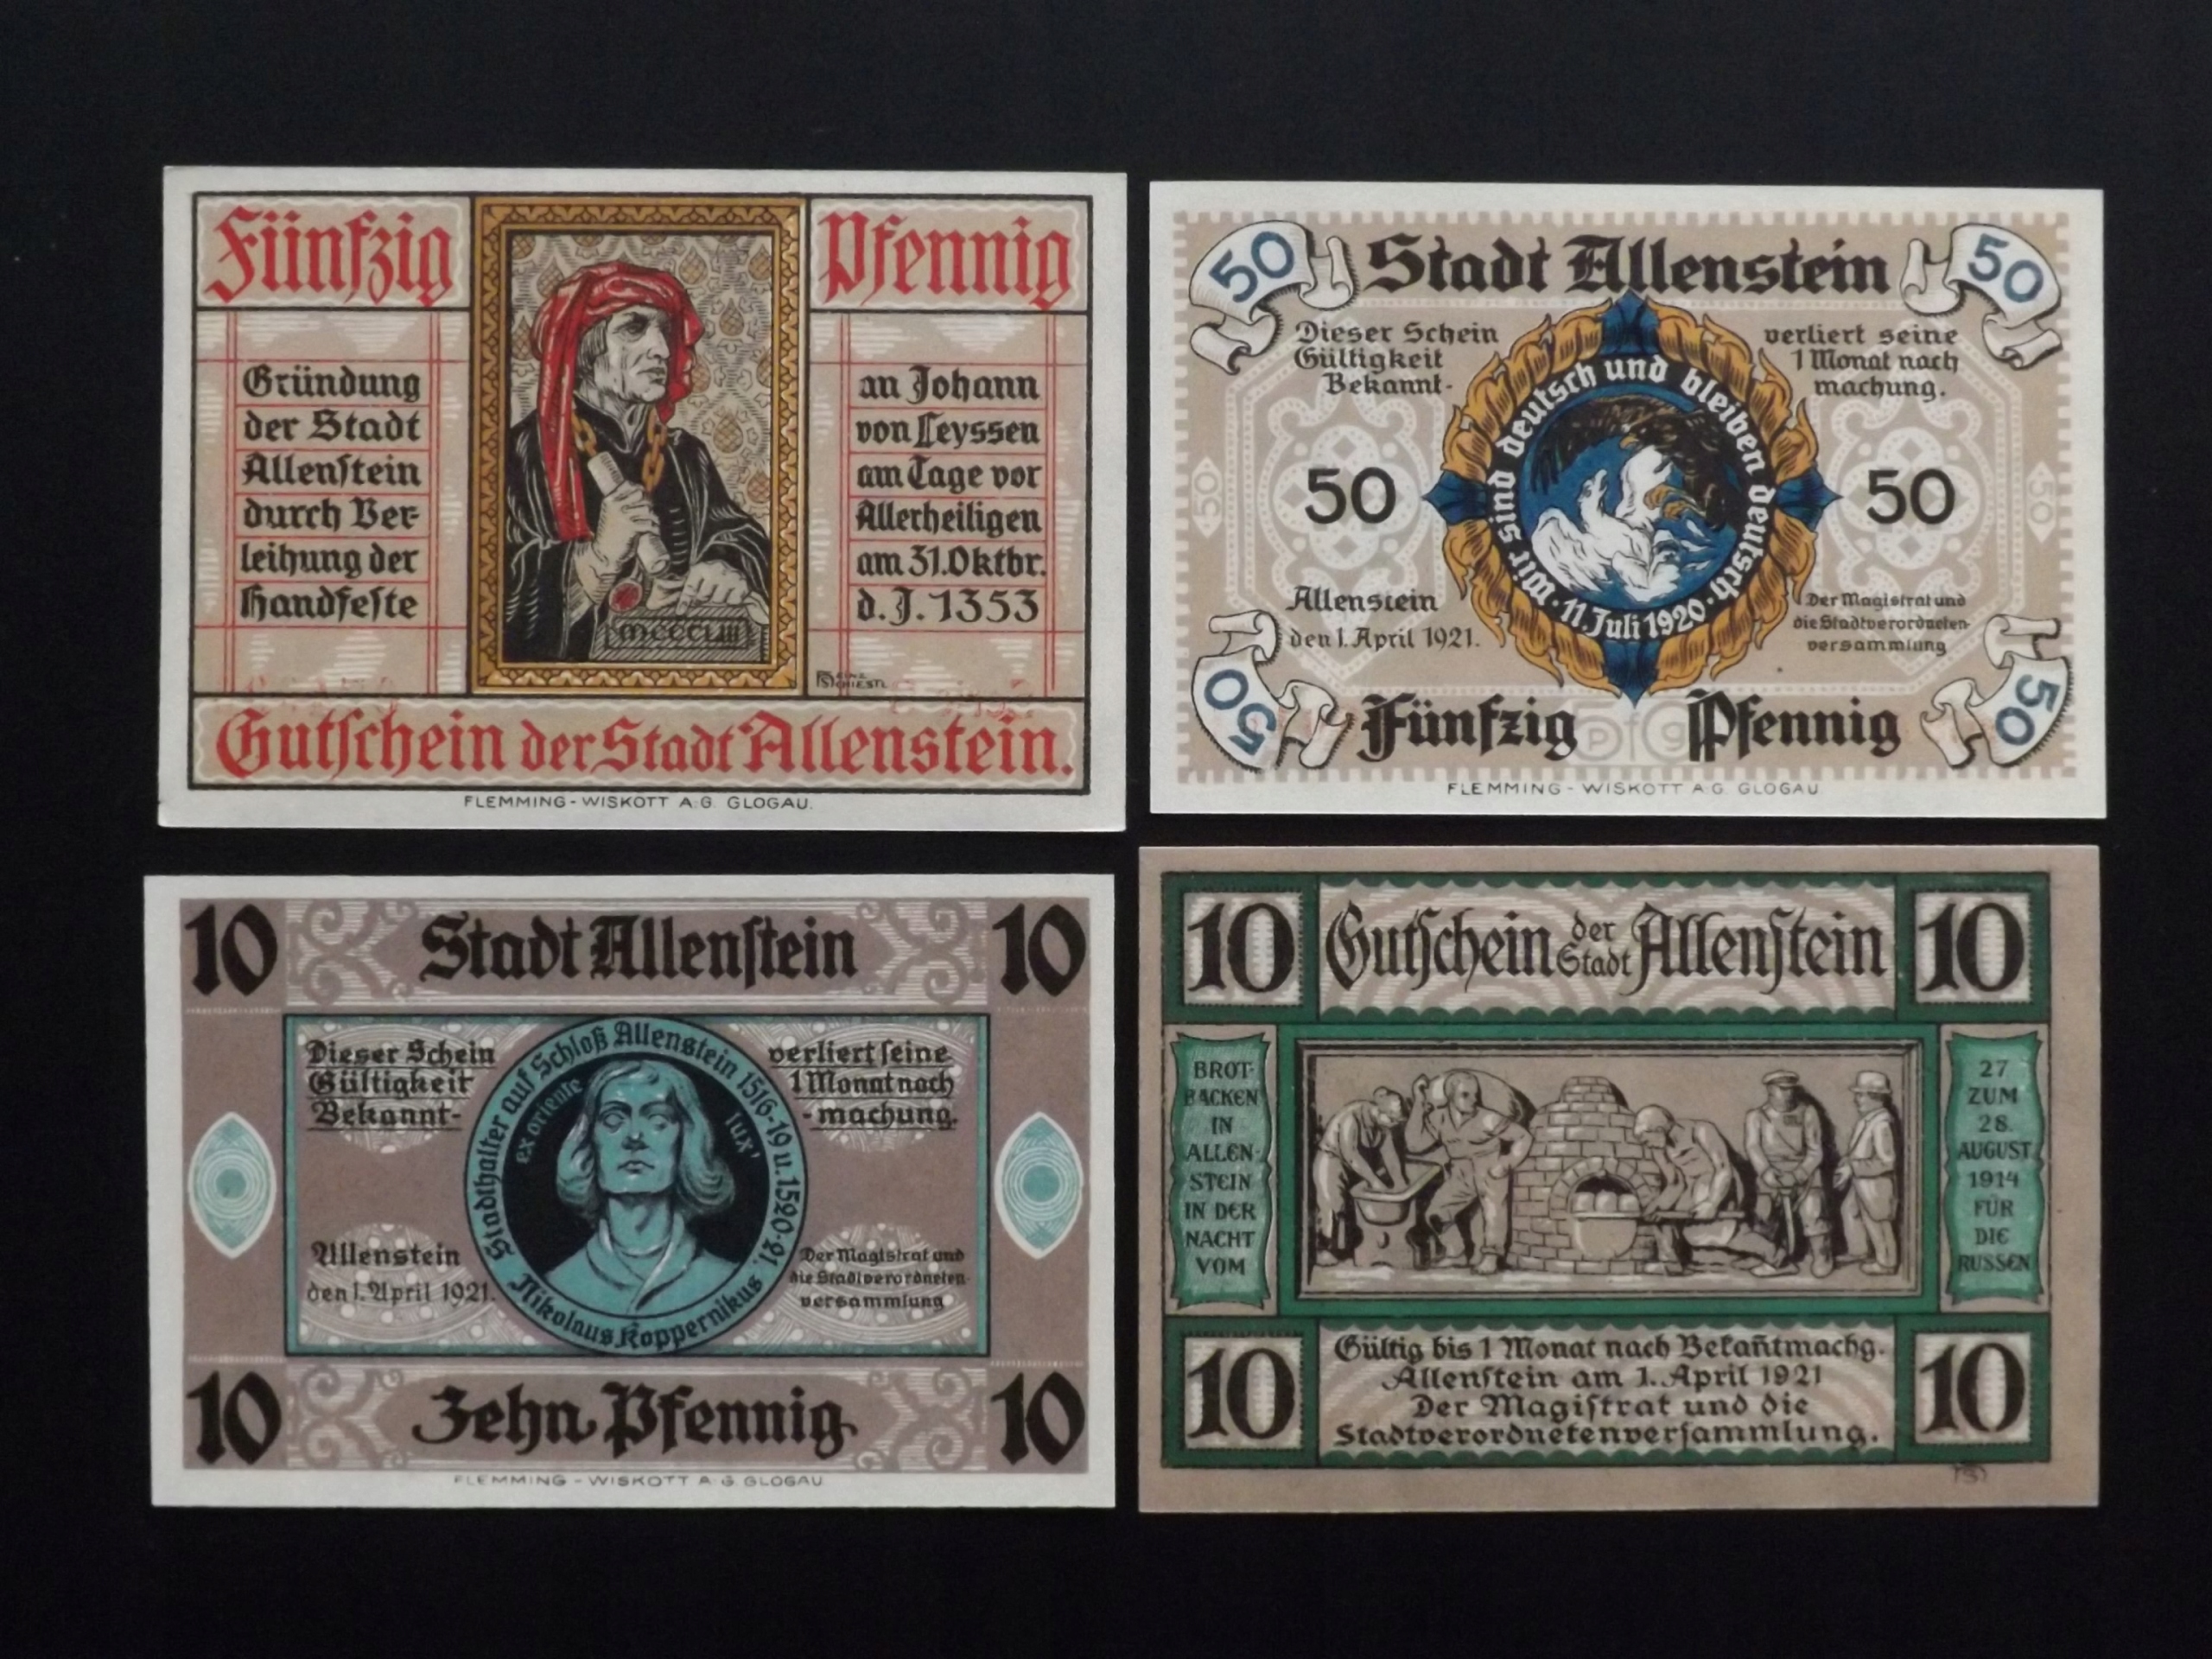 Fünfzig Pfennig
Gründung
der Stadt
Allenſtein
durch Ver-
leihung der
Handfeſte
MCCCLIII
an Johann
von Leyssen
am Tage vor
Allerheiligen
am 31. Oktbr.
d. J. 1353
Gutſchein der Stadt Allenstein.
FLEMMING-WISKOTT A.G. GLOGAU.
50 Stadt Allenstein 50
Dieser Schein verliert seine
Gültigkeit 1 Monat nach
Bekannt- machung.
Wir sind deutsch und bleiben deutsch.
11. Juli 1920.
50 50
Allenstein
den 1. April 1921.
Der Magistrat und
die Stadtverordneten-
versammlung
50 Fünfzig Pfennig 50
Pfg
FLEMMING - WISKOTT A.G. GLOGAU.
10 Stadt Allenſtein 10
Dieser Schein verliert ſeine
Gültigkeit 1 Monat nach
Bekannt- -machung.
Stadthalter auf Schloß Allenstein 1516-19 u. 1520-21.
ex oriente lux'
Nikolaus Koppernikus
Allenstein
den 1. April 1921.
Der Magistrat und
die Stadtverordneten-
versammlung
10 Zehn Pfennig 10
FLEMMING - WISKOTT A.G. GLOGAU
10 Gutſchein der Stadt Allenſtein 10
BROT-
BACKEN
IN
ALLEN-
STEIN
IN DER
NACHT
VOM
27
ZUM
28.
AUGUST
1914
FÜR
DIE
RUSSEN
10 Gültig bis 1 Monat nach Bekan̄tmachg. 10
Allenſtein am 1. April 1921
Der Magiſtrat und die
Stadtverordnetenverſammlung.